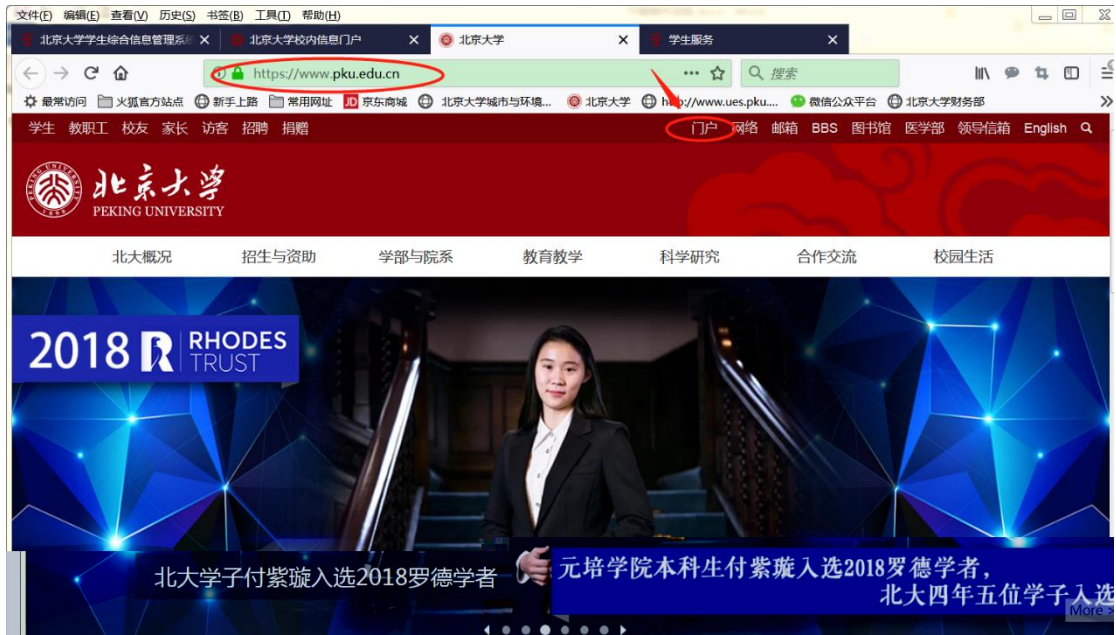 文件(F) 编辑(E) 查看(V) 历史(S) 书签(B) 工具(T) 帮助(H)
北京大学学生综合信息管理系统 北京大学校内信息门户 北京大学 学生服务
https://www.pku.edu.cn 搜索
最常访问 火狐官方站点 新手上路 常用网址 JD 京东商城 北京大学城市与环境... 北京大学 http://www.ues.pku.... 微信公众平台 北京大学财务部
学生 教职工 校友 家长 访客 招聘 捐赠 门户 网络 邮箱 BBS 图书馆 医学部 领导信箱 English
北京大学
PEKING UNIVERSITY
1898
北大概况 招生与资助 学部与院系 教育教学 科学研究 合作交流 校园生活
2018 R RHODES
TRUST
北大学子付紫璇入选2018罗德学者
元培学院本科生付紫璇入选2018罗德学者,
北大四年五位学子入选
More >